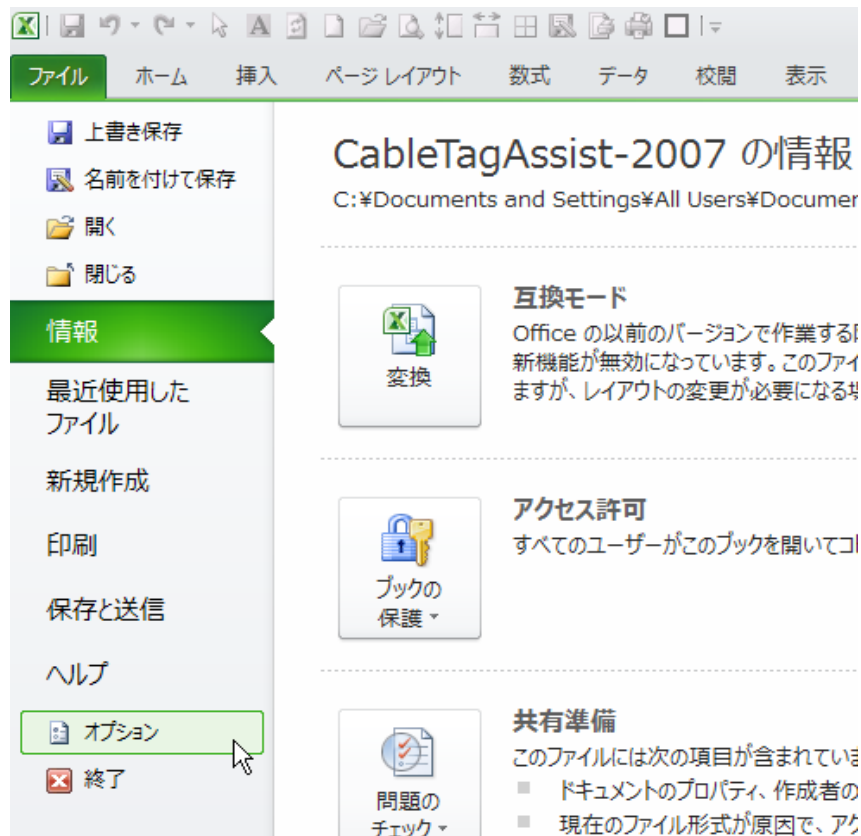 ファイル ホーム 挿入 ページ レイアウト 数式 データ 校閲 表示
上書き保存
名前を付けて保存
開く
閉じる
情報
最近使用した
ファイル
新規作成
印刷
保存と送信
ヘルプ
オプション
終了
CableTagAssist-2007 の情報
C:¥Documents and Settings¥All Users¥Documen
変換
互換モード
Office の以前のバージョンで作業する
新機能が無効になっています。このファイ
ますが、レイアウトの変更が必要になる
ブックの
保護
アクセス許可
すべてのユーザーがこのブックを開いてコ
問題の
チェック
共有準備
このファイルには次の項目が含まれてい
ドキュメントのプロパティ、作成者の
現在のファイル形式が原因で、アク